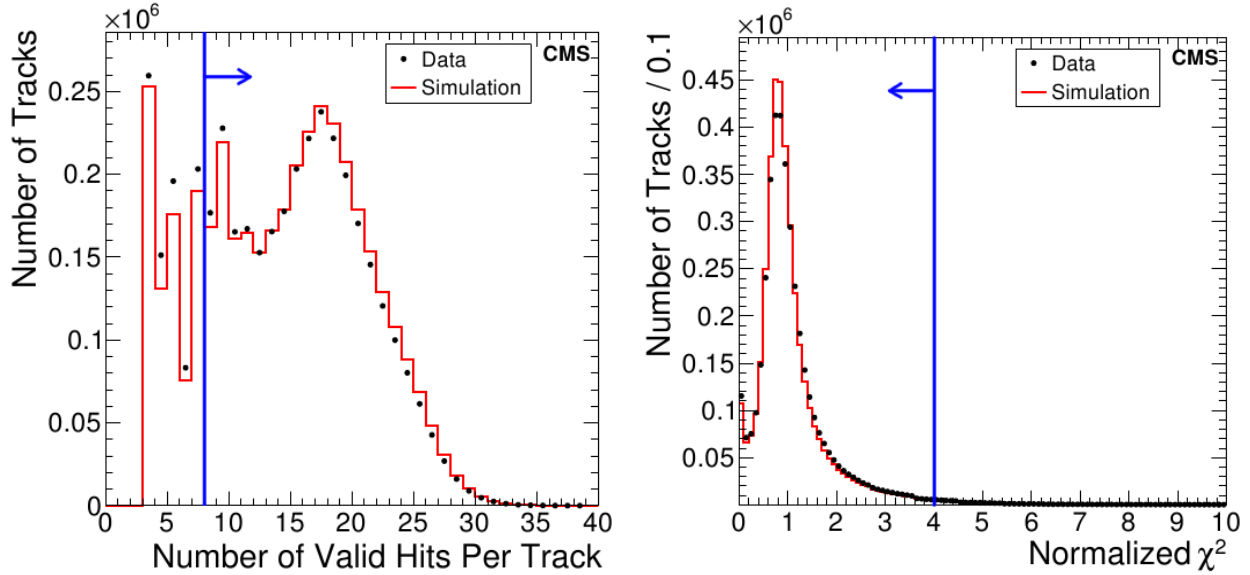 ×10⁶
Number of Tracks
0.25
0.2
0.15
0.1
0.05
0
Data
Simulation
CMS
0 5 10 15 20 25 30 35 40
Number of Valid Hits Per Track
×10⁶
Number of Tracks / 0.1
0.45
0.4
0.35
0.3
0.25
0.2
0.15
0.1
0.05
Data
Simulation
CMS
0 1 2 3 4 5 6 7 8 9 10
Normalized χ²